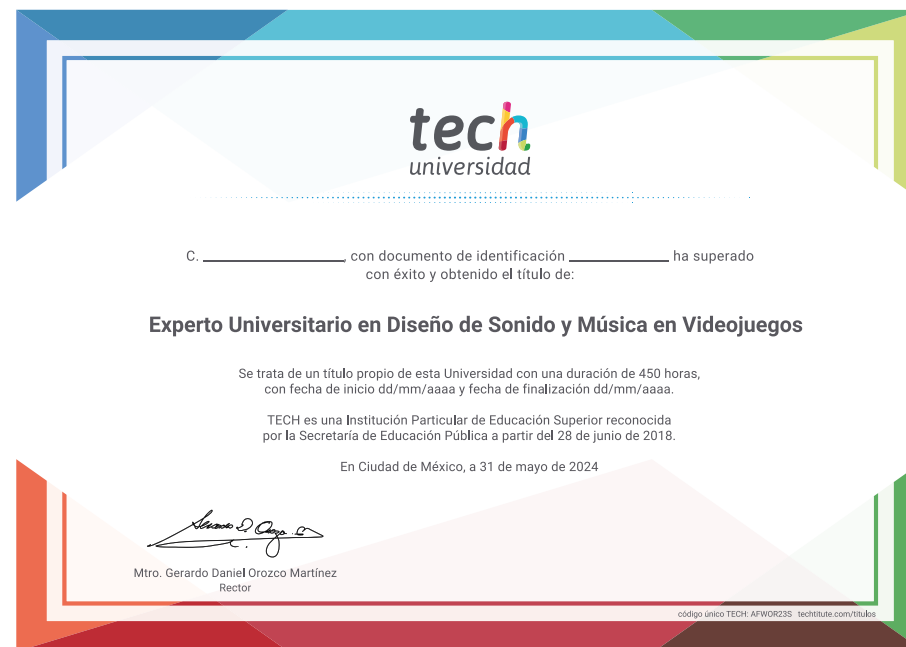 tech
universidad
C. ____________, con documento de identificación ____________ ha superado
con éxito y obtenido el título de:
Experto Universitario en Diseño de Sonido y Música en Videojuegos
Se trata de un título propio de esta Universidad con una duración de 450 horas,
con fecha de inicio dd/mm/aaaa y fecha de finalización dd/mm/aaaa.
TECH es una Institución Particular de Educación Superior reconocida
por la Secretaría de Educación Pública a partir del 28 de junio de 2018.
En Ciudad de México, a 31 de mayo de 2024
Mtro. Gerardo Daniel Orozco Martínez
Rector
código único TECH: AFWOR23S techtitute.com/titulos